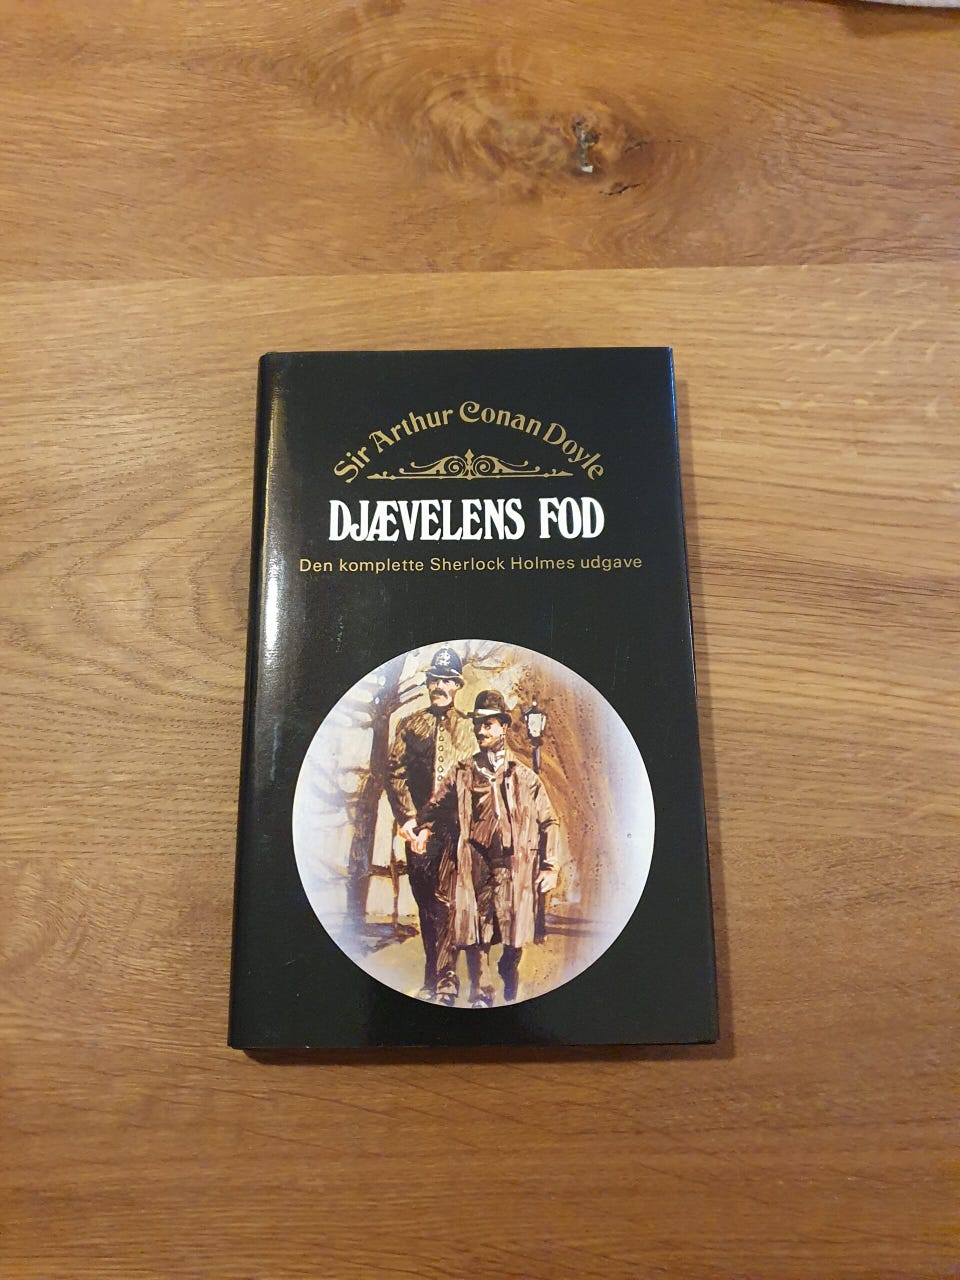 Sir Arthur Conan Doyle
DJÆVELENS FOD
Den komplette Sherlock Holmes udgave